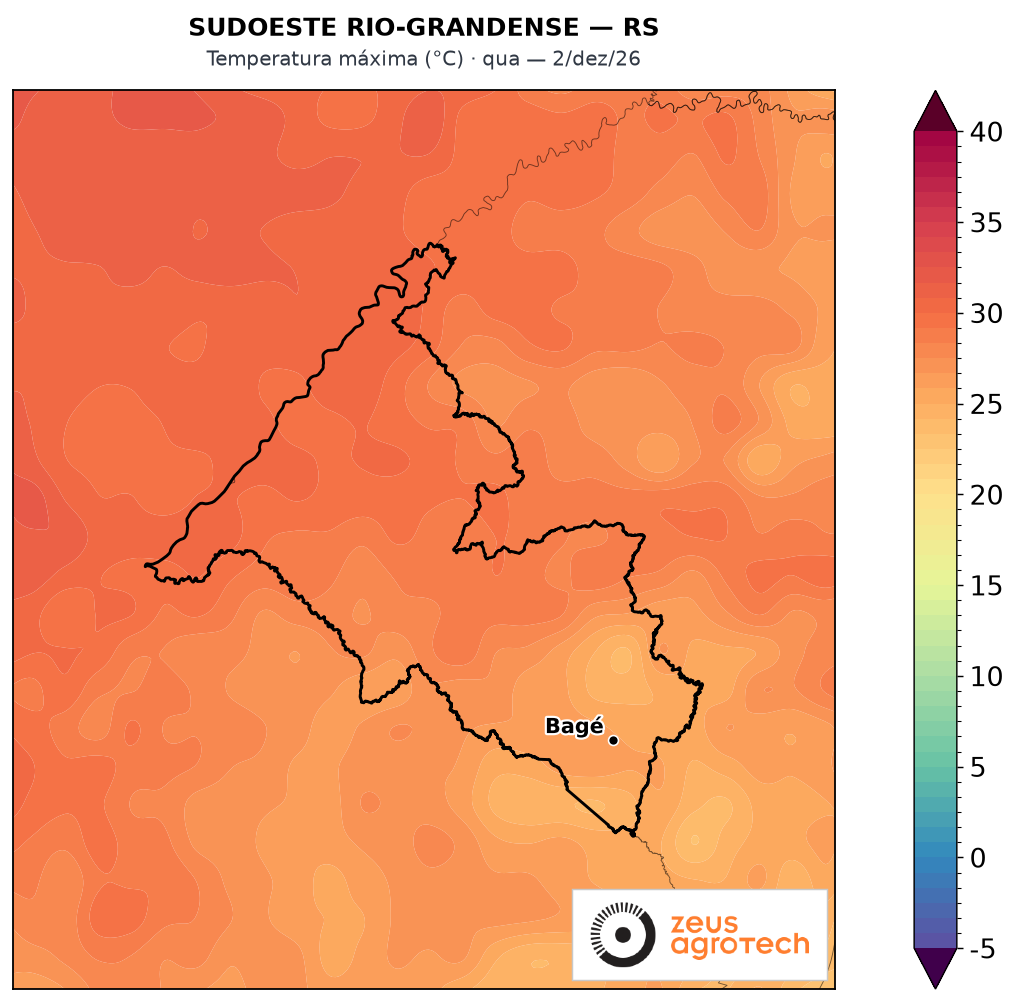 SUDOESTE RIO-GRANDENSE — RS
Temperatura máxima (°C) · qua — 2/dez/26
40
35
30
25
20
15
10
5
0
-5
Bagé
zeus
agrotech